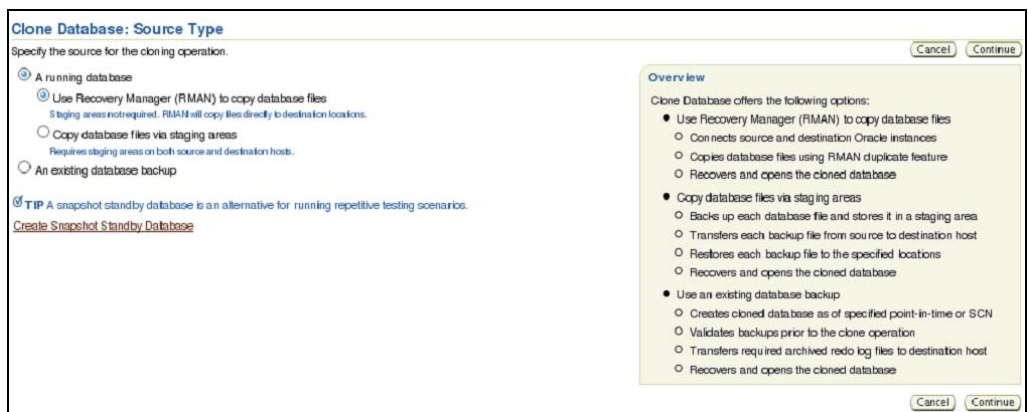 Clone Database: Source Type
Specify the source for the cloning operation.
Cancel Continue
A running database
Use Recovery Manager (RMAN) to copy database files
Staging areas not required. RMAN will copy files directly to destination locations.
Copy database files via staging areas
Requires staging areas on both source and destination hosts.
An existing database backup
TIP A snapshot standby database is an alternative for running repetitive testing scenarios.
Create Snapshot Standby Database
Overview
Clone Database offers the following options:
Use Recovery Manager (RMAN) to copy database files
Connects source and destination Oracle instances
Copies database files using RMAN duplicate feature
Recovers and opens the cloned database
Copy database files via staging areas
Backs up each database file and stores it in a staging area
Transfers each backup file from source to destination host
Restores each backup file to the specified locations
Recovers and opens the cloned database
Use an existing database backup
Creates cloned database as of specified point-in-time or SCN
Validates backups prior to the clone operation
Transfers required archived redo log files to destination host
Recovers and opens the cloned database
Cancel Continue